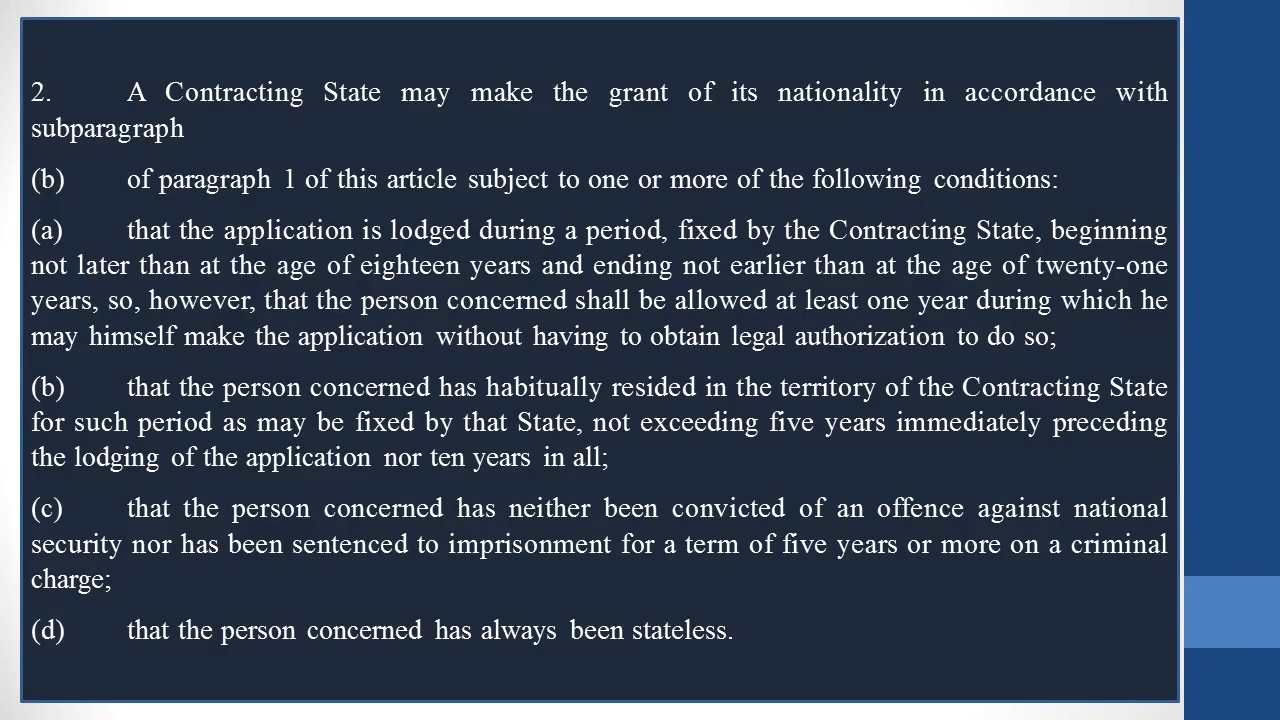 2. A Contracting State may make the grant of its nationality in accordance with
subparagraph
(b) of paragraph 1 of this article subject to one or more of the following conditions:
(a) that the application is lodged during a period, fixed by the Contracting State, beginning
not later than at the age of eighteen years and ending not earlier than at the age of twenty-one
years, so, however, that the person concerned shall be allowed at least one year during which he
may himself make the application without having to obtain legal authorization to do so;
(b) that the person concerned has habitually resided in the territory of the Contracting State
for such period as may be fixed by that State, not exceeding five years immediately preceding
the lodging of the application nor ten years in all;
(c) that the person concerned has neither been convicted of an offence against national
security nor has been sentenced to imprisonment for a term of five years or more on a criminal
charge;
(d) that the person concerned has always been stateless.